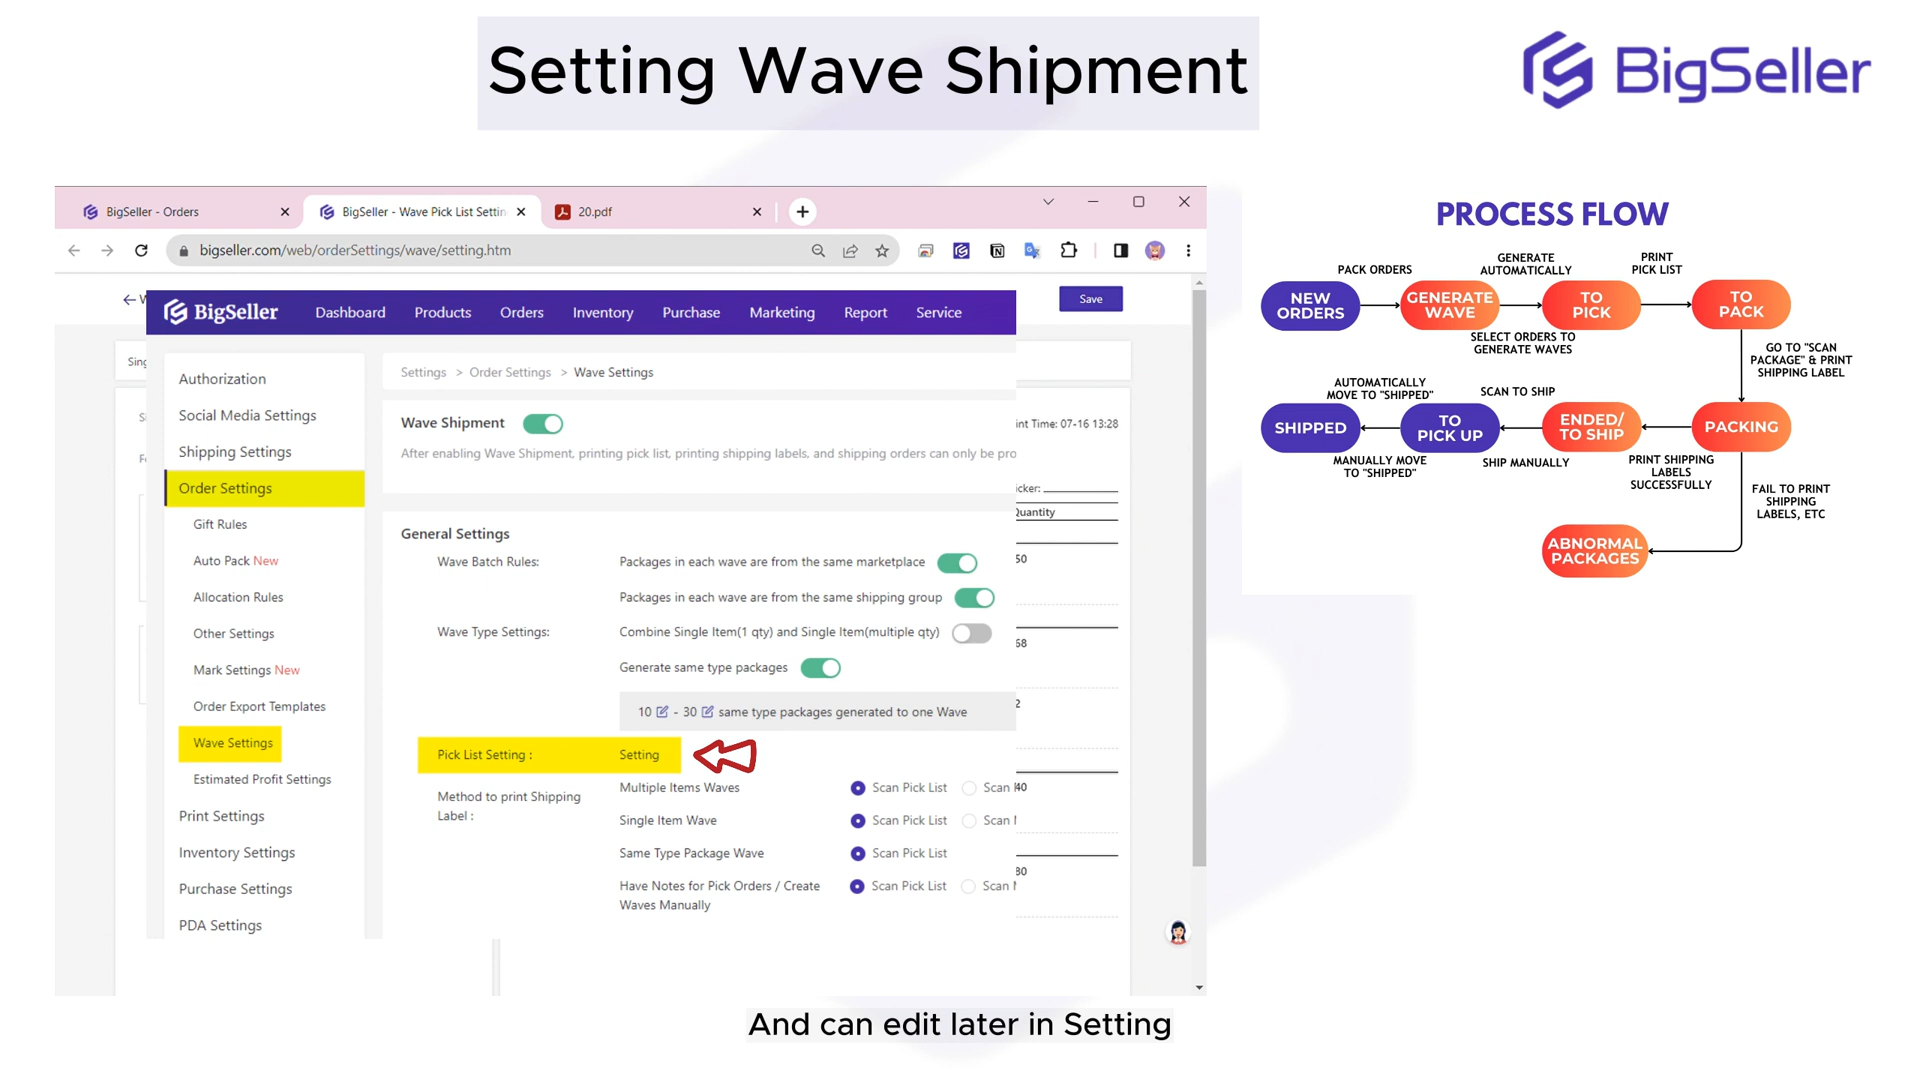 Setting Wave Shipment
BigSeller
BigSeller - Orders
BigSeller - Wave Pick List Settin
20.pdf
bigseller.com/web/orderSettings/wave/setting.htm
Save
BigSeller
Dashboard
Products
Orders
Inventory
Purchase
Marketing
Report
Service
Sing
Authorization
Social Media Settings
Shipping Settings
Order Settings
Gift Rules
Auto Pack New
Allocation Rules
Other Settings
Mark Settings New
Order Export Templates
Wave Settings
Estimated Profit Settings
Print Settings
Inventory Settings
Purchase Settings
PDA Settings
Settings > Order Settings > Wave Settings
Wave Shipment
After enabling Wave Shipment, printing pick list, printing shipping labels, and shipping orders can only be pro
General Settings
Wave Batch Rules:
Packages in each wave are from the same marketplace
Packages in each wave are from the same shipping group
Wave Type Settings:
Combine Single Item(1 qty) and Single Item(multiple qty)
Generate same type packages
10 - 30 same type packages generated to one Wave
Pick List Setting :
Setting
Method to print Shipping
Label :
Multiple Items Waves
Scan Pick List
Scan
Single Item Wave
Scan Pick List
Scan
Same Type Package Wave
Scan Pick List
Have Notes for Pick Orders / Create
Waves Manually
Scan Pick List
Scan
int Time: 07-16 13:28
icker:
Quantity
50
68
2
40
80
PROCESS FLOW
PACK ORDERS
GENERATE
AUTOMATICALLY
PRINT
PICK LIST
NEW
ORDERS
GENERATE
WAVE
TO
PICK
TO
PACK
SELECT ORDERS TO
GENERATE WAVES
GO TO "SCAN
PACKAGE" & PRINT
SHIPPING LABEL
AUTOMATICALLY
MOVE TO "SHIPPED"
SCAN TO SHIP
SHIPPED
TO
PICK UP
ENDED/
TO SHIP
PACKING
MANUALLY MOVE
TO "SHIPPED"
SHIP MANUALLY
PRINT SHIPPING
LABELS
SUCCESSFULLY
FAIL TO PRINT
SHIPPING
LABELS, ETC
ABNORMAL
PACKAGES
And can edit later in Setting